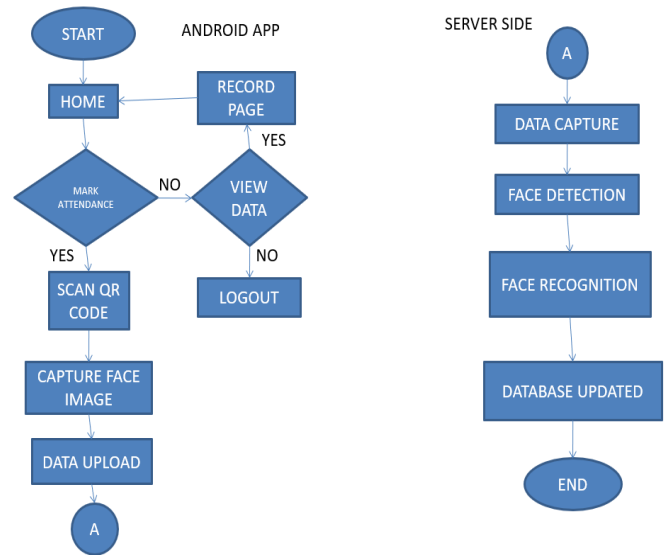 START
ANDROID APP
HOME
RECORD
PAGE
YES
MARK
ATTENDANCE
NO
VIEW
DATA
YES
NO
SCAN QR
CODE
LOGOUT
CAPTURE FACE
IMAGE
DATA UPLOAD
A
SERVER SIDE
A
DATA CAPTURE
FACE DETECTION
FACE RECOGNITION
DATABASE UPDATED
END